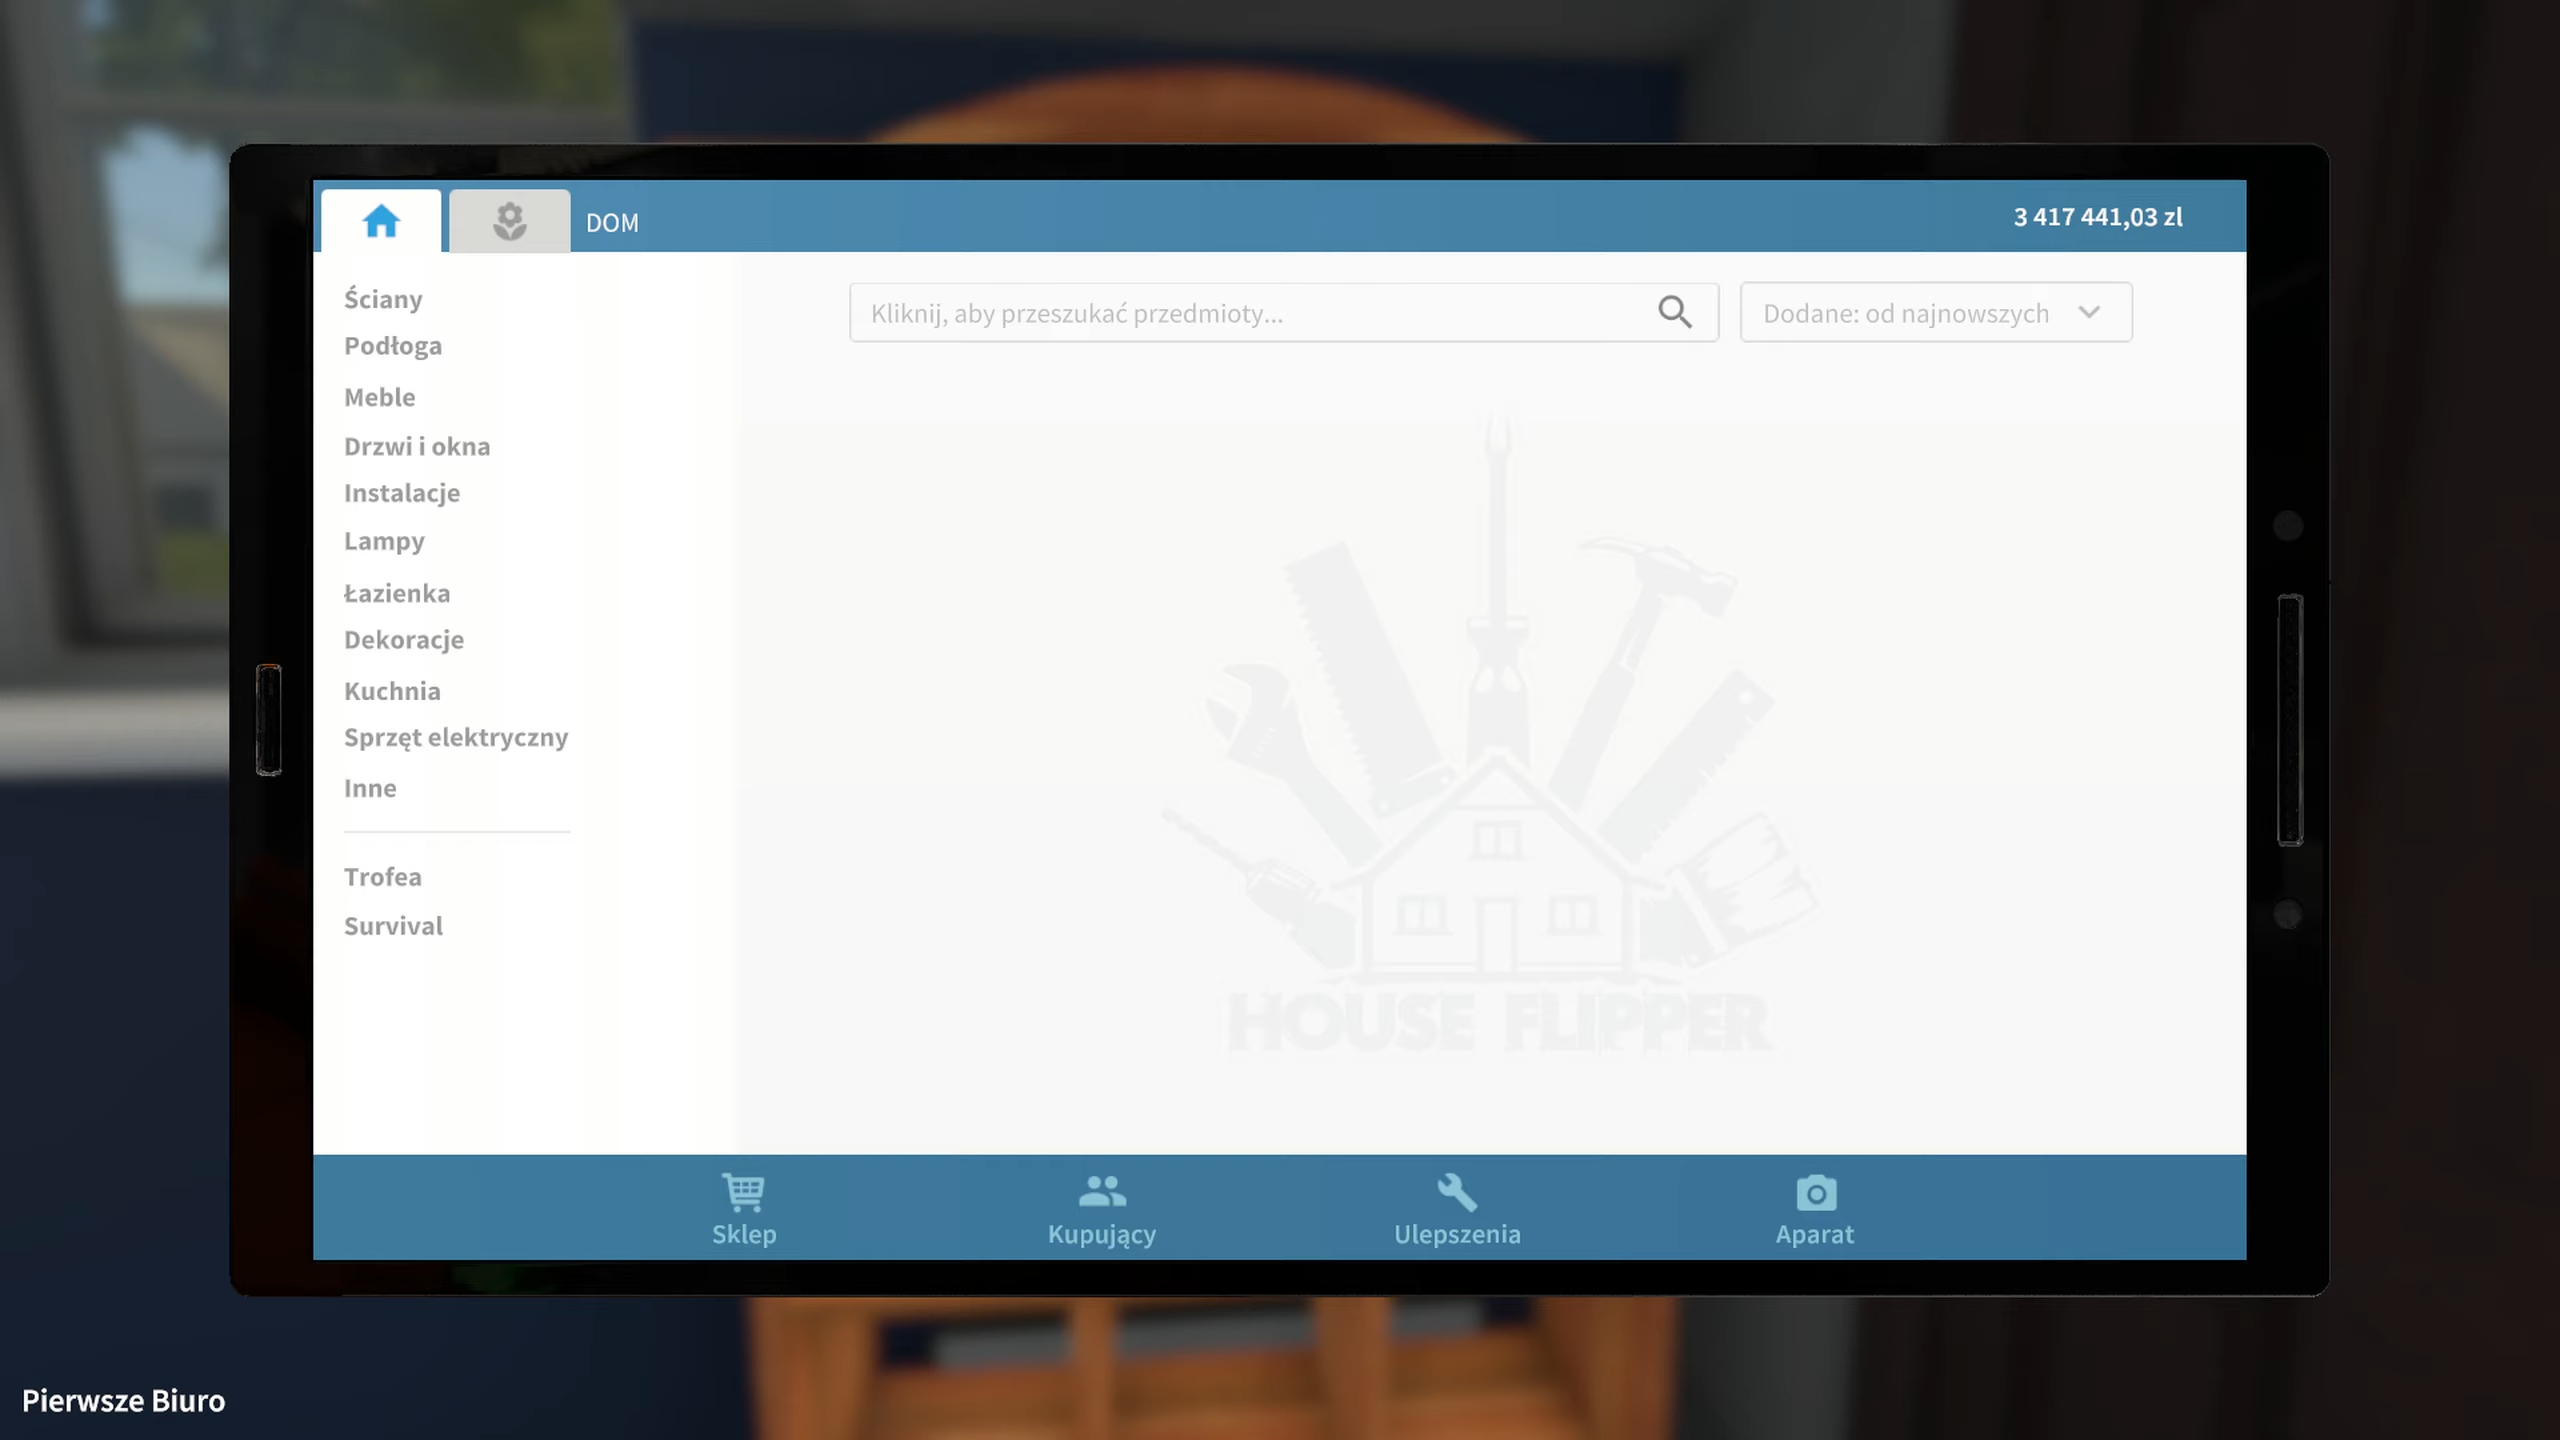 DOM
3 417 441,03 zl
Kliknij, aby przeszukać przedmioty...
Dodane: od najnowszych
Ściany
Podłoga
Meble
Drzwi i okna
Instalacje
Lampy
Łazienka
Dekoracje
Kuchnia
Sprzęt elektryczny
Inne
Trofea
Survival
HOUSE FLIPPER
Sklep
Kupujący
Ulepszenia
Aparat
Pierwsze Biuro